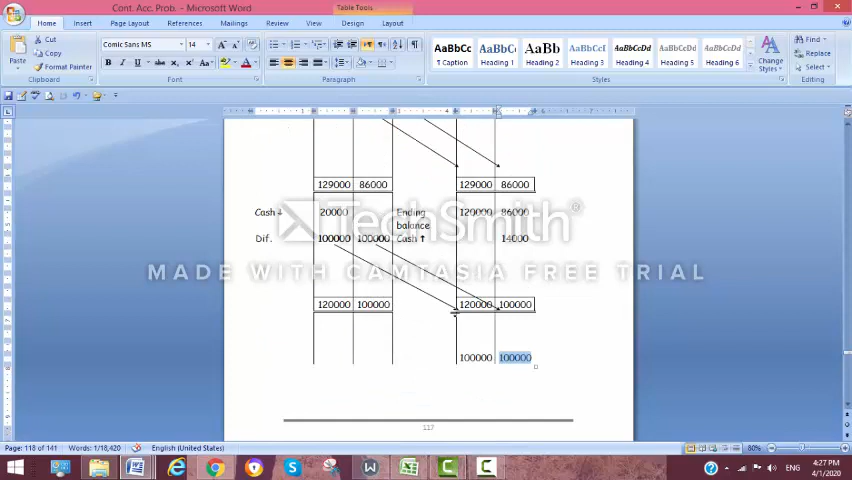 Cont. Acc. Prob. - Microsoft Word
Table Tools
Home Insert Page Layout References Mailings Review View Design Layout
Paste
Cut
Copy
Format Painter
Clipboard
Comic Sans MS 14
Font
Paragraph
AaBbCc AaBbCc AaBb AaBbCcI AaBbCcDd AaBbCcDd AaBbCcDd
¶ Caption Heading 1 Heading 2 Heading 3 Heading 4 Heading 5 Heading 6
Styles
Change
Styles
Find
Replace
Select
Editing
129000 86000 129000 86000
Cash 20000 Ending 120000 86000
balance
Dif. 100000 100000 Cash ↑ 14000
TechSmith®
MADE WITH CAMTASIA FREE TRIAL
120000 100000 120000 100000
100000 100000
117
Page: 118 of 141 Words: 1/18,420 English (United States) 80%
ENG
4:27 PM
4/1/2020